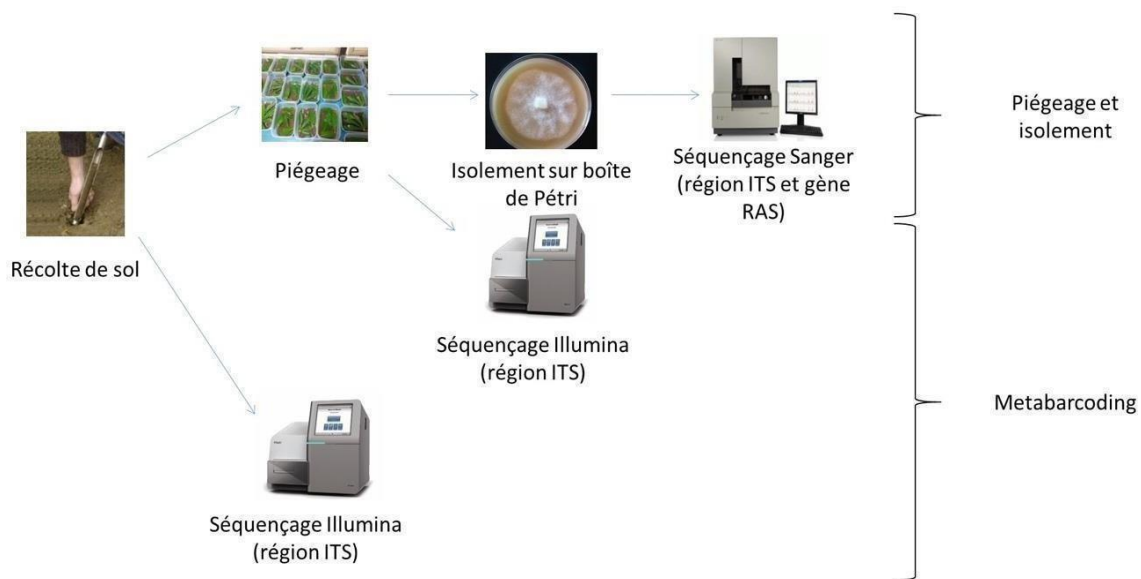 Piégeage
Isolement sur boîte
de Pétri
Séquençage Sanger
(région ITS et gène
RAS)
Piégeage et
isolement
Récolte de sol
Séquençage Illumina
(région ITS)
Metabarcoding
Séquençage Illumina
(région ITS)